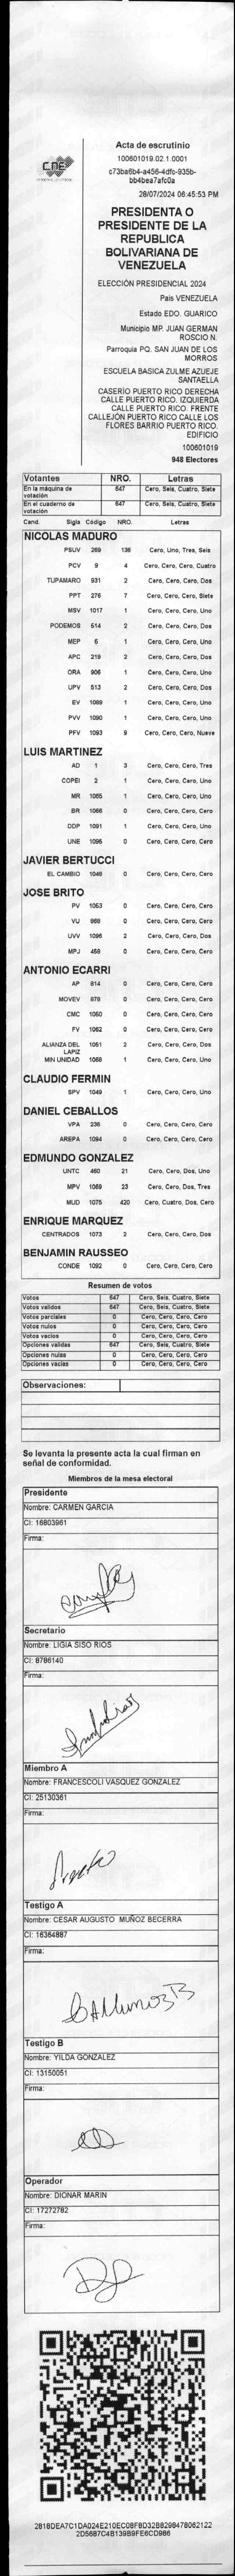 CNE
Acta de escrutinio
100601019.02.1.0001
c73ba6b4-a456-4dfc-935b-
bb4bea7afc0a
28/07/2024 06:45:53 PM
PRESIDENTA O
PRESIDENTE DE LA
REPUBLICA
BOLIVARIANA DE
VENEZUELA
ELECCIÓN PRESIDENCIAL 2024
Pais VENEZUELA
Estado EDO. GUARICO
Municipio MP. JUAN GERMAN
ROSCIO N.
Parroquia PQ. SAN JUAN DE LOS
MORROS
ESCUELA BASICA ZULME AZUEJE
SANTAELLA
CASERÍO PUERTO RICO DERECHA
CALLE PUERTO RICO. IZQUIERDA
CALLE PUERTO RICO. FRENTE
CALLEJÓN PUERTO RICO CALLE LOS
FLORES BARRIO PUERTO RICO.
EDIFICIO
100601019
948 Electores
Votantes NRO. Letras
En la máquina de votación 647 Cero, Seis, Cuatro, Siete
En el cuaderno de votación 647 Cero, Seis, Cuatro, Siete
Cand. Sigla Código NRO. Letras
NICOLAS MADURO
PSUV 269 136 Cero, Uno, Tres, Seis
PCV 9 4 Cero, Cero, Cero, Cuatro
TUPAMARO 931 2 Cero, Cero, Cero, Dos
PPT 276 7 Cero, Cero, Cero, Siete
MSV 1017 1 Cero, Cero, Cero, Uno
PODEMOS 514 2 Cero, Cero, Cero, Dos
MEP 6 1 Cero, Cero, Cero, Uno
APC 219 2 Cero, Cero, Cero, Dos
ORA 906 1 Cero, Cero, Cero, Uno
UPV 513 2 Cero, Cero, Cero, Dos
EV 1089 1 Cero, Cero, Cero, Uno
PVV 1090 1 Cero, Cero, Cero, Uno
PFV 1093 9 Cero, Cero, Cero, Nueve
LUIS MARTINEZ
AD 1 3 Cero, Cero, Cero, Tres
COPEI 2 1 Cero, Cero, Cero, Uno
MR 1065 1 Cero, Cero, Cero, Uno
BR 1066 0 Cero, Cero, Cero, Cero
DDP 1091 1 Cero, Cero, Cero, Uno
UNE 1095 0 Cero, Cero, Cero, Cero
JAVIER BERTUCCI
EL CAMBIO 1048 0 Cero, Cero, Cero, Cero
JOSE BRITO
PV 1053 0 Cero, Cero, Cero, Cero
VU 968 0 Cero, Cero, Cero, Cero
UVV 1096 2 Cero, Cero, Cero, Dos
MPJ 458 0 Cero, Cero, Cero, Cero
ANTONIO ECARRI
AP 814 0 Cero, Cero, Cero, Cero
MOVEV 878 0 Cero, Cero, Cero, Cero
CMC 1050 0 Cero, Cero, Cero, Cero
FV 1062 0 Cero, Cero, Cero, Cero
ALIANZA DEL LAPIZ 1051 2 Cero, Cero, Cero, Dos
MIN UNIDAD 1068 1 Cero, Cero, Cero, Uno
CLAUDIO FERMIN
SPV 1049 1 Cero, Cero, Cero, Uno
DANIEL CEBALLOS
VPA 236 0 Cero, Cero, Cero, Cero
AREPA 1094 0 Cero, Cero, Cero, Cero
EDMUNDO GONZALEZ
UNTC 460 21 Cero, Cero, Dos, Uno
MPV 1069 23 Cero, Cero, Dos, Tres
MUD 1075 420 Cero, Cuatro, Dos, Cero
ENRIQUE MARQUEZ
CENTRADOS 1073 2 Cero, Cero, Cero, Dos
BENJAMIN RAUSSEO
CONDE 1092 0 Cero, Cero, Cero, Cero
Resumen de votos
Votos 647 Cero, Seis, Cuatro, Siete
Votos validos 647 Cero, Seis, Cuatro, Siete
Votos parciales 0 Cero, Cero, Cero, Cero
Votos nulos 0 Cero, Cero, Cero, Cero
Votos vacios 0 Cero, Cero, Cero, Cero
Opciones validas 647 Cero, Seis, Cuatro, Siete
Opciones nulas 0 Cero, Cero, Cero, Cero
Opciones vacias 0 Cero, Cero, Cero, Cero
Observaciones:
Se levanta la presente acta la cual firman en
señal de conformidad.
Miembros de la mesa electoral
Presidente
Nombre: CARMEN GARCIA
CI: 16803961
Firma:
Secretario
Nombre: LIGIA SISO RIOS
CI: 8786140
Firma:
Miembro A
Nombre: FRANCESCOLI VASQUEZ GONZALEZ
CI: 25130361
Firma:
Testigo A
Nombre: CESAR AUGUSTO MUÑOZ BECERRA
CI: 16364887
Firma:
CAMunoz B
Testigo B
Nombre: YILDA GONZALEZ
CI: 13150051
Firma:
Operador
Nombre: DIONAR MARIN
CI: 17272782
Firma:
2818DEA7C1DA024E210EC08F8D32B8298478062122
2D5687C4B139B9FE6CD986